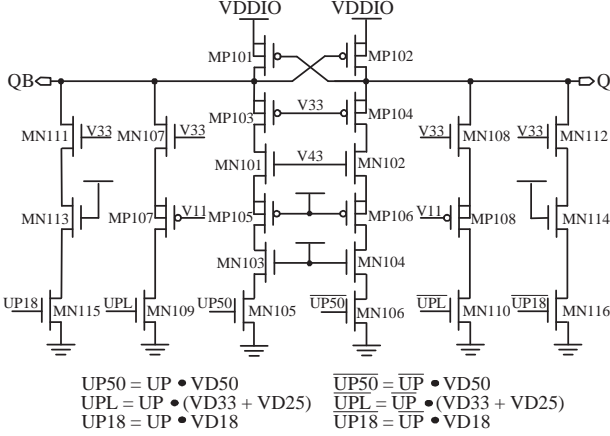 VDDIO VDDIO
MP101 MP102
QB Q
MN111 V33 MN107 V33 MP103 V33 MP104 V33 MN108 V33 MN112
MN101 V43 MN102
MN113 MP107 V11 MP105 MP106 V11 MP108 MN114
MN103 MN104
UP18 MN115 UPL MN109 UP50 MN105 UP50 MN106 UPL MN110 UP18 MN116
UP50 = UP • VD50 UP50 = UP • VD50
UPL = UP • (VD33 + VD25) UPL = UP • (VD33 + VD25)
UP18 = UP • VD18 UP18 = UP • VD18